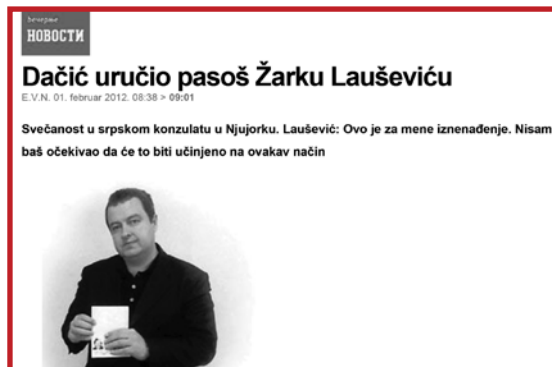 Вечерње
НОВОСТИ
Dačić uručio pasoš Žarku Lauševiću
E.V.N. 01. februar 2012. 08:38 > 09:01
Svečanost u srpskom konzulatu u Njujorku. Laušević: Ovo je za mene iznenađenje. Nisam
baš očekivao da će to biti učinjeno na ovakav način